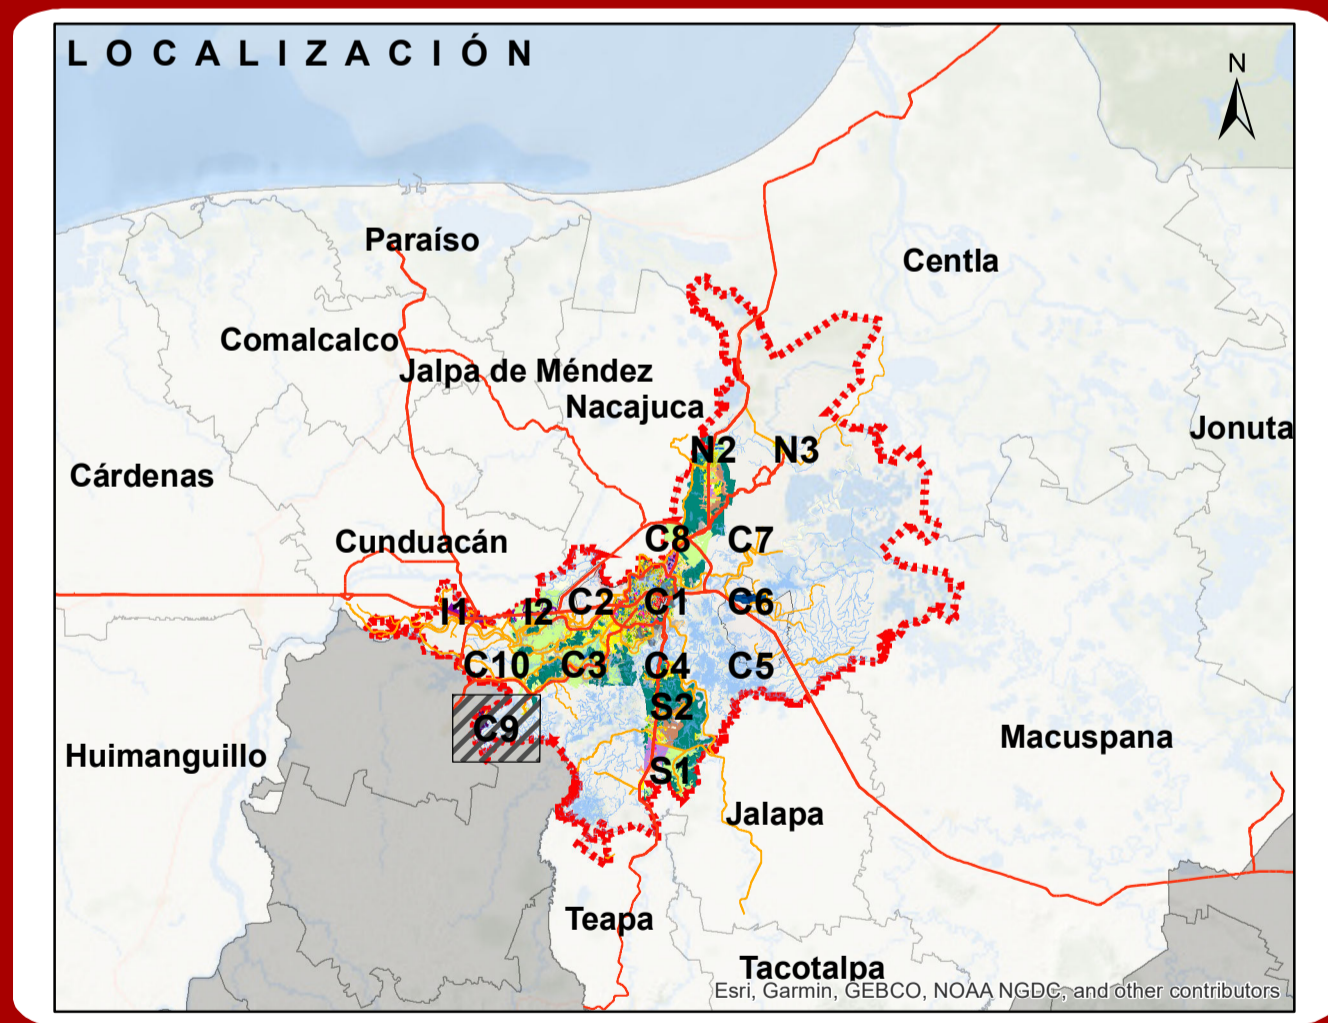 LOCALIZACIÓN
N
Paraíso
Centla
Comalcalco
Jalpa de Méndez
Nacajuca
Jonuta
N2 N3
Cárdenas
Cunduacán
C8 C7
I1 I2 C2 C1 C6
C10 C3 C4 C5
S2
C9
Huimanguillo
Macuspana
S1
Jalapa
Teapa
Tacotalpa
Esri, Garmin, GEBCO, NOAA NGDC, and other contributors